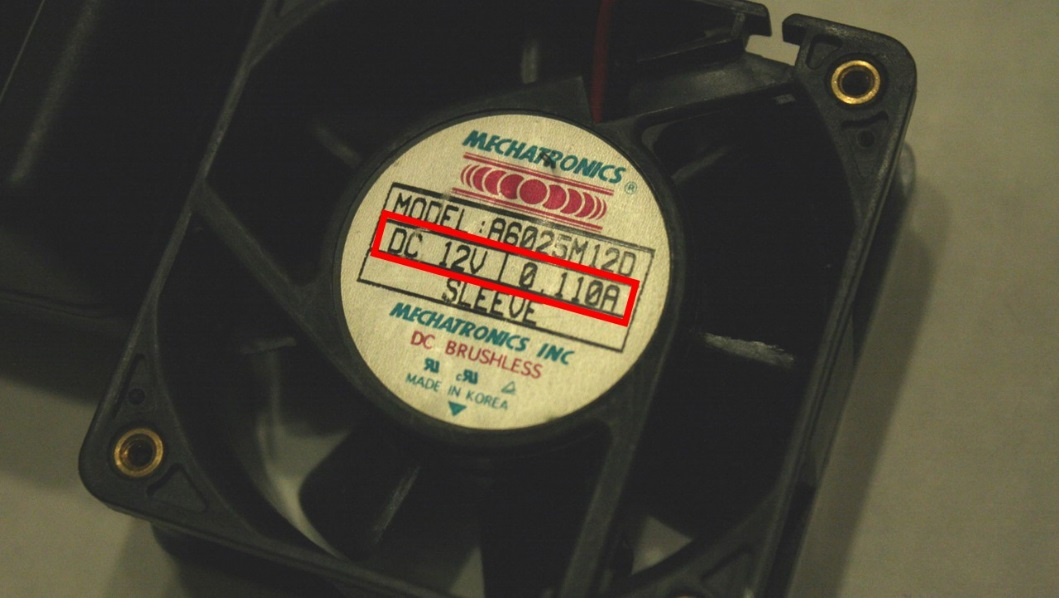 MECHATRONICS®
MODEL :A6025M12D
DC 12V | 0.110A
SLEEVE
MECHATRONICS INC
DC BRUSHLESS
MADE IN KOREA